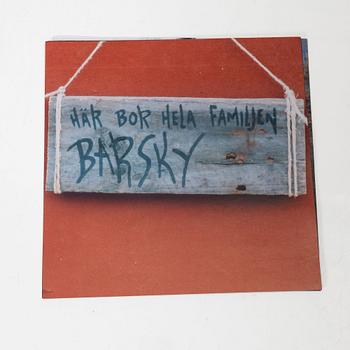 HÄR BOR HELA FAMILJEN
BARSKY